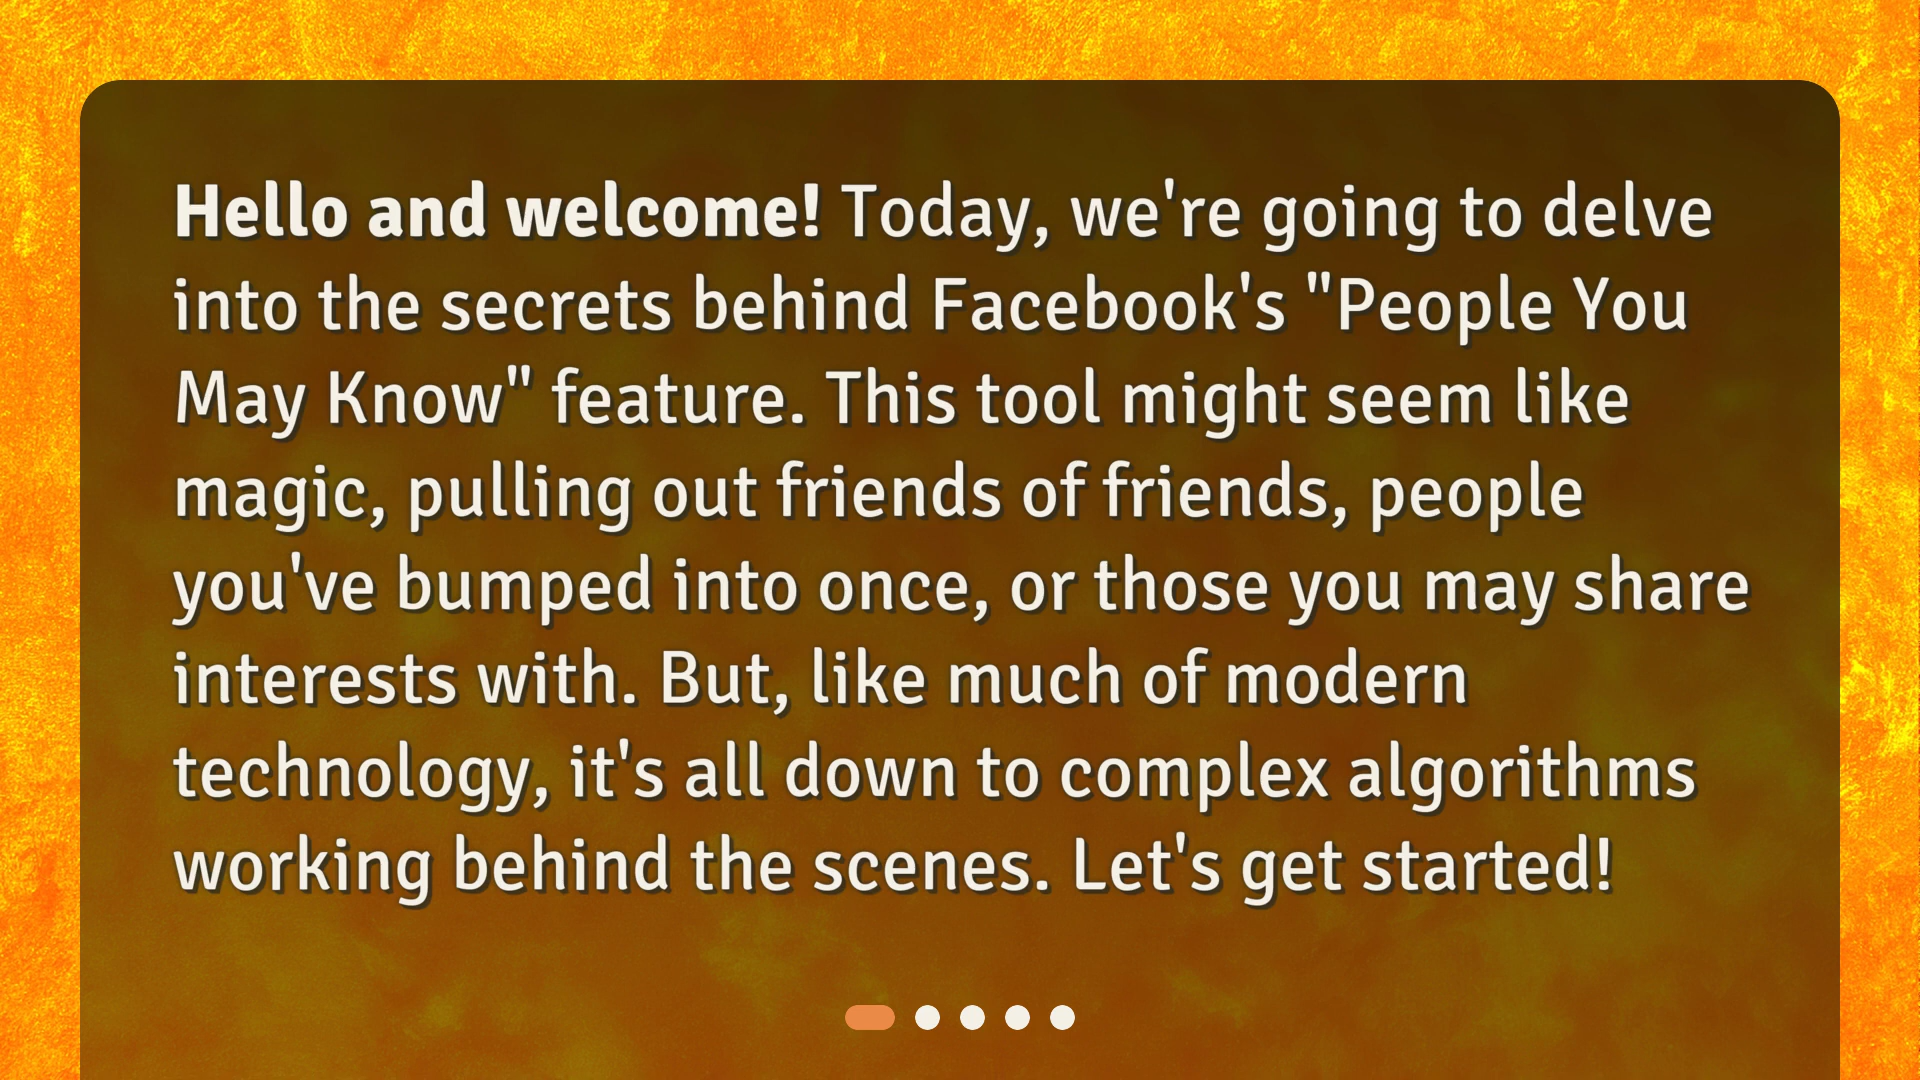 Hello and welcome! Today, we're going to delve
into the secrets behind Facebook's "People You
May Know" feature. This tool might seem like
magic, pulling out friends of friends, people
you've bumped into once, or those you may share
interests with. But, like much of modern
technology, it's all down to complex algorithms
working behind the scenes. Let's get started!